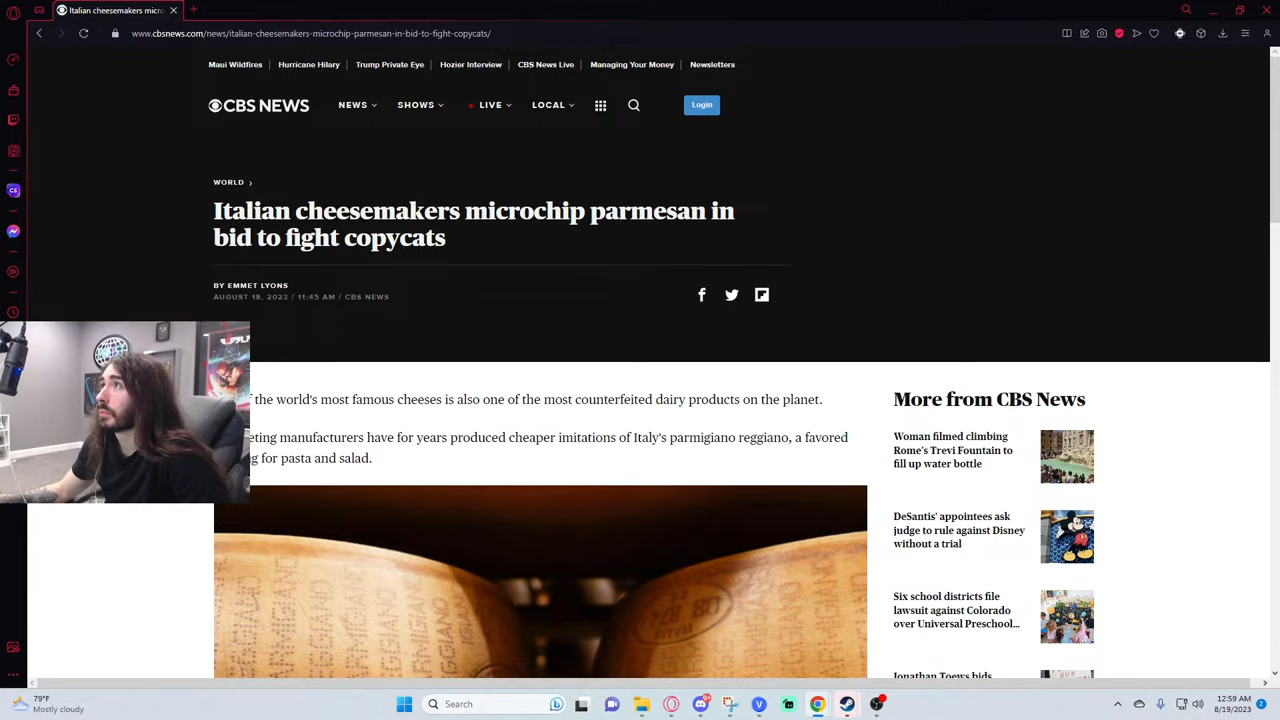 Italian cheesemakers micro
www.cbsnews.com/news/italian-cheesemakers-microchip-parmesan-in-bid-to-fight-copycats/
Maui Wildfires Hurricane Hilary Trump Private Eye Hozier Interview CBS News Live Managing Your Money Newsletters
CBS NEWS NEWS SHOWS LIVE LOCAL Login
WORLD
Italian cheesemakers microchip parmesan in
bid to fight copycats
BY EMMET LYONS
AUGUST 18, 2023 / 11:45 AM / CBS NEWS
the world's most famous cheeses is also one of the most counterfeited dairy products on the planet.
eting manufacturers have for years produced cheaper imitations of Italy's parmigiano reggiano, a favored
g for pasta and salad.
More from CBS News
Woman filmed climbing
Rome's Trevi Fountain to
fill up water bottle
DeSantis' appointees ask
judge to rule against Disney
without a trial
Six school districts file
lawsuit against Colorado
over Universal Preschool...
Jonathan Toews bids
79°F
Mostly cloudy
Search
12:59 AM
8/19/2023